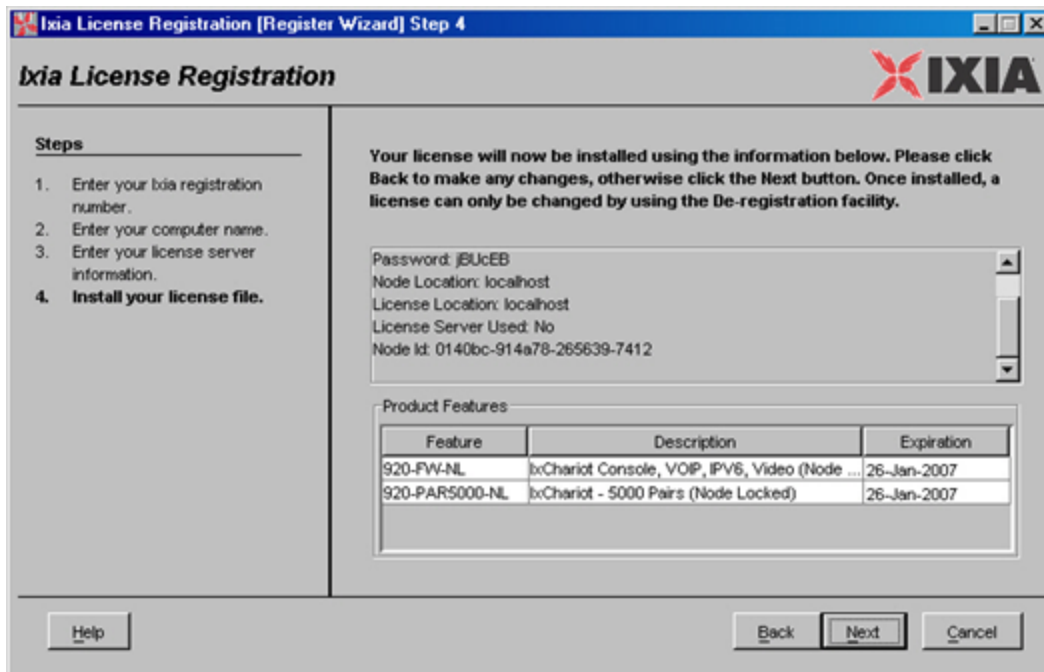 Ixia License Registration [Register Wizard] Step 4
Ixia License Registration
IXIA
Steps
1. Enter your Ixia registration
number.
2. Enter your computer name.
3. Enter your license server
information.
4. Install your license file.
Your license will now be installed using the information below. Please click
Back to make any changes, otherwise click the Next button. Once installed, a
license can only be changed by using the De-registration facility.
Password: jBUcEB
Node Location: localhost
License Location: localhost
License Server Used: No
Node Id: 0140bc-914a78-265639-7412
Product Features
Feature Description Expiration
920-FW-NL IxChariot Console, VOIP, IPV6, Video (Node ... 26-Jan-2007
920-PAR5000-NL IxChariot - 5000 Pairs (Node Locked) 26-Jan-2007
Help Back Next Cancel